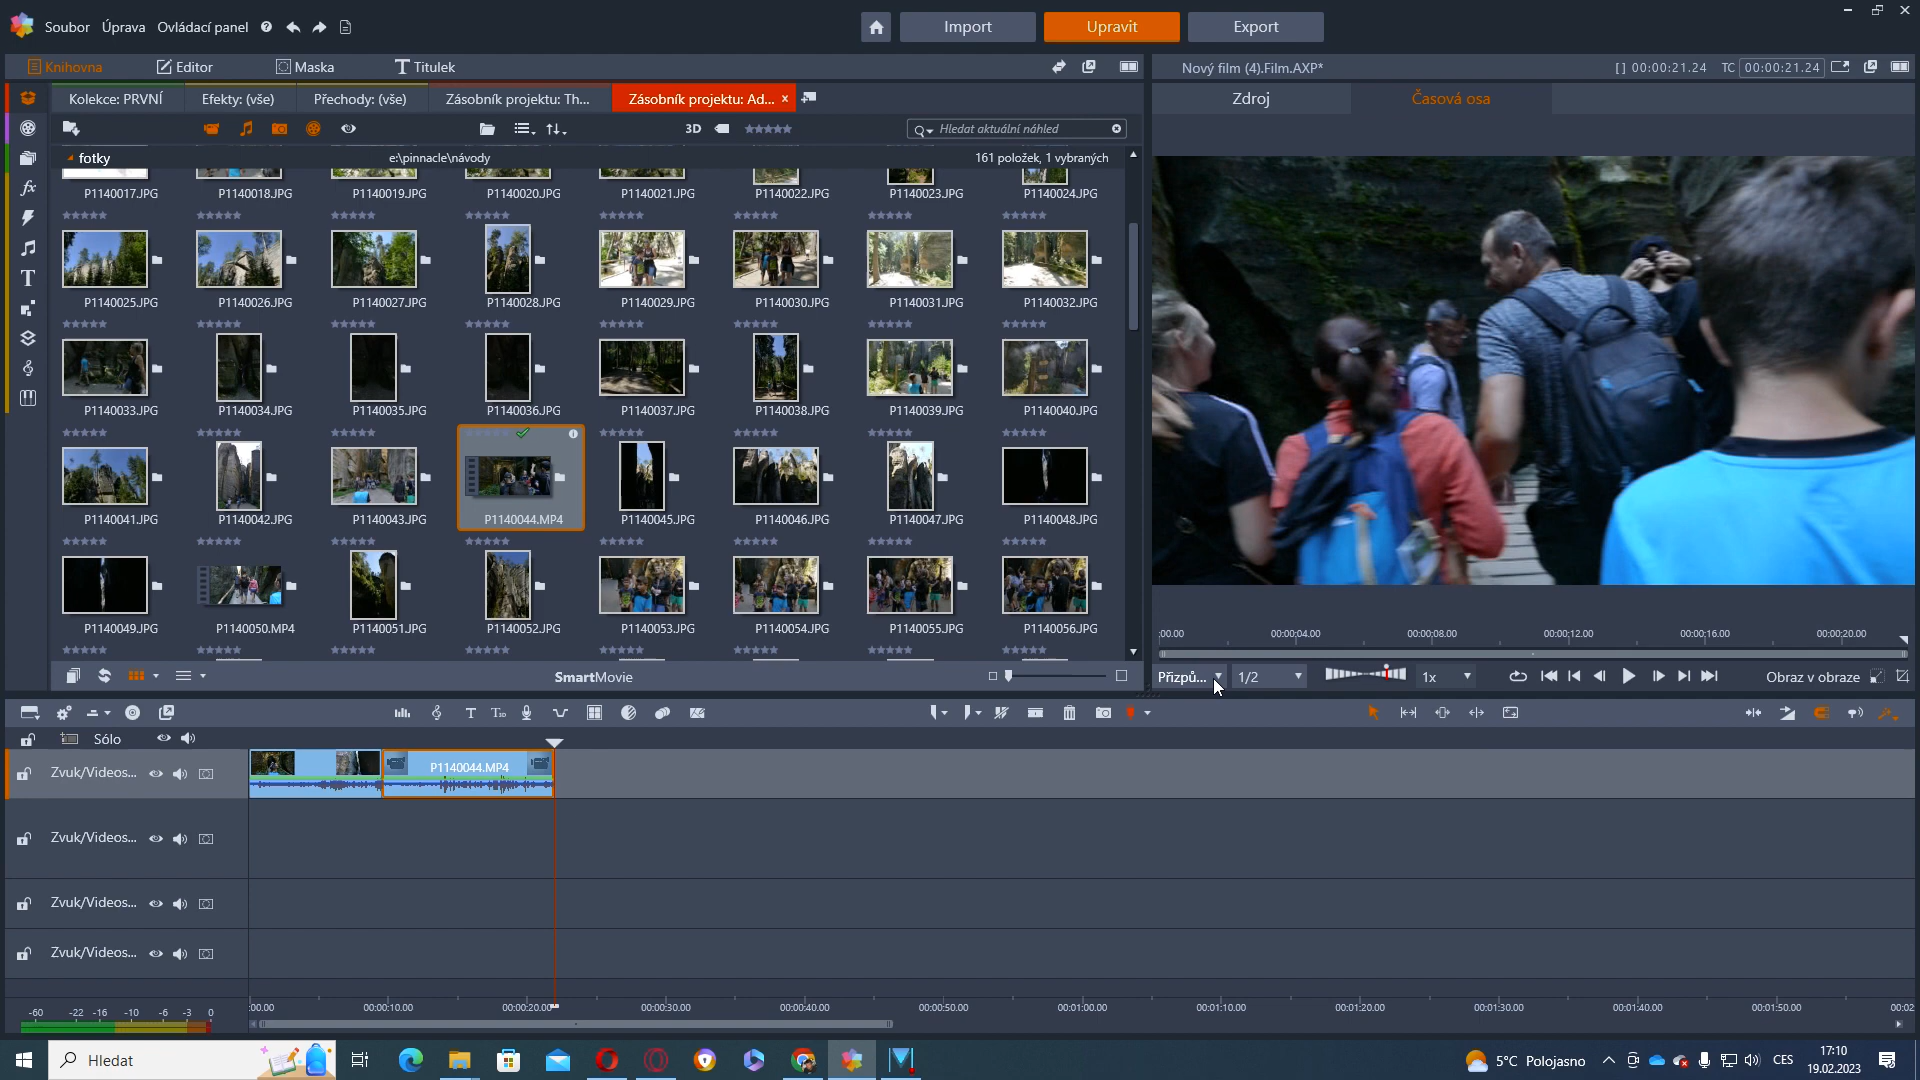 Soubor Úprava Ovládací panel
Import Upravit Export
Knihovna Editor Maska Titulek
Nový film (4).Film.AXP* [ ] 00:00:21.24 TC 00:00:21.24
Kolekce: PRVNÍ Efekty: (vše) Přechody: (vše) Zásobník projektu: Th... Zásobník projektu: Ad... x
Zdroj Časová osa
3D Hledat aktuální náhled
fotky e:\pinnacle\návody 161 položek, 1 vybraných
P1140017.JPG P1140018.JPG P1140019.JPG P1140020.JPG P1140021.JPG P1140022.JPG P1140023.JPG P1140024.JPG
P1140025.JPG P1140026.JPG P1140027.JPG P1140028.JPG P1140029.JPG P1140030.JPG P1140031.JPG P1140032.JPG
P1140033.JPG P1140034.JPG P1140035.JPG P1140036.JPG P1140037.JPG P1140038.JPG P1140039.JPG P1140040.JPG
P1140041.JPG P1140042.JPG P1140043.JPG P1140044.MP4 P1140045.JPG P1140046.JPG P1140047.JPG P1140048.JPG
P1140049.JPG P1140050.MP4 P1140051.JPG P1140052.JPG P1140053.JPG P1140054.JPG P1140055.JPG P1140056.JPG
:00.00 00:00:04.00 00:00:08.00 00:00:12.00 00:00:16.00 00:00:20.00
SmartMovie
Přizpů... 1/2 1x Obraz v obraze
Sólo
Zvuk/Videos... P1140044.MP4
Zvuk/Videos...
Zvuk/Videos...
Zvuk/Videos...
:00.00 00:00:10.00 00:00:20.00 00:00:30.00 00:00:40.00 00:00:50.00 00:01:00.00 00:01:10.00 00:01:20.00 00:01:30.00 00:01:40.00 00:01:50.00 00:02
-60 -22 -16 -10 -6 -3 0
Hledat
5°C Polojasno CES 17:10
19.02.2023